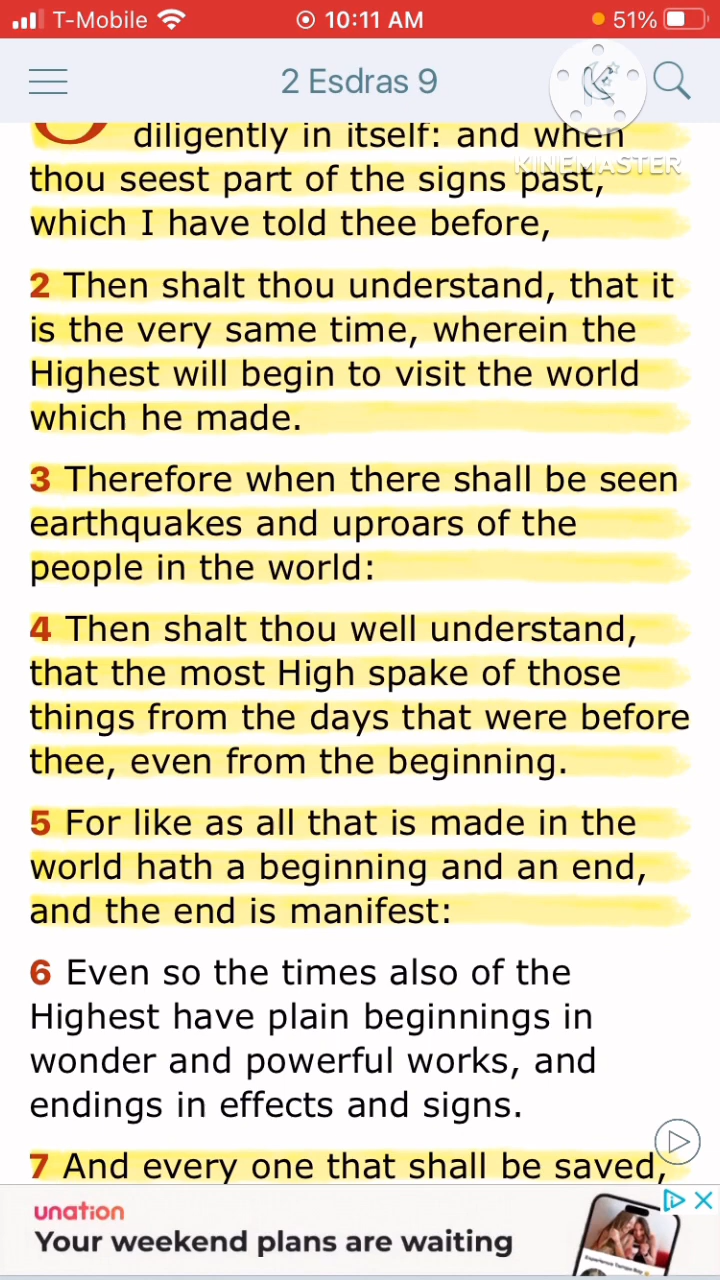 T-Mobile 10:11 AM 51%
2 Esdras 9
KINEMASTER
diligently in itself: and when
thou seest part of the signs past,
which I have told thee before,
2 Then shalt thou understand, that it
is the very same time, wherein the
Highest will begin to visit the world
which he made.
3 Therefore when there shall be seen
earthquakes and uproars of the
people in the world:
4 Then shalt thou well understand,
that the most High spake of those
things from the days that were before
thee, even from the beginning.
5 For like as all that is made in the
world hath a beginning and an end,
and the end is manifest:
6 Even so the times also of the
Highest have plain beginnings in
wonder and powerful works, and
endings in effects and signs.
7 And every one that shall be saved,
unation
Your weekend plans are waiting